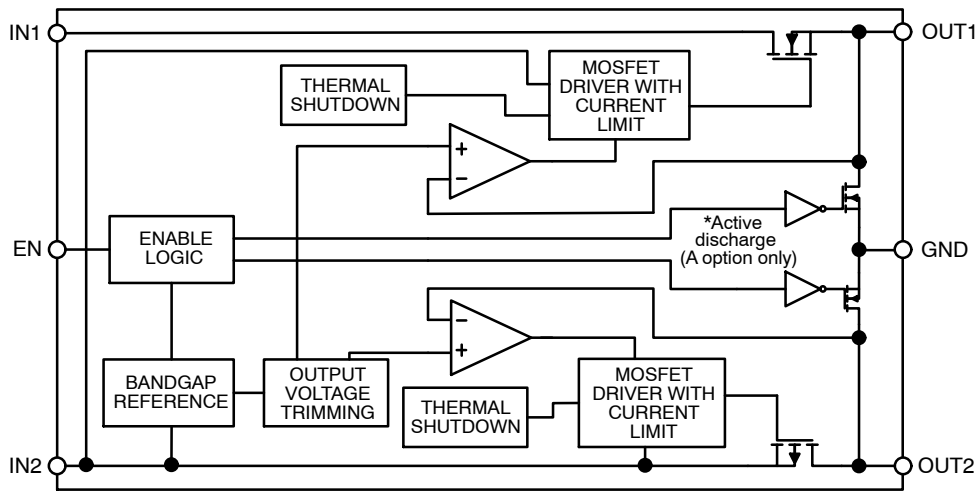 IN1
OUT1
THERMAL
SHUTDOWN
MOSFET
DRIVER WITH
CURRENT
LIMIT
+
−
EN
ENABLE
LOGIC
*Active
discharge
(A option only)
GND
−
+
BANDGAP
REFERENCE
OUTPUT
VOLTAGE
TRIMMING
THERMAL
SHUTDOWN
MOSFET
DRIVER WITH
CURRENT
LIMIT
IN2
OUT2